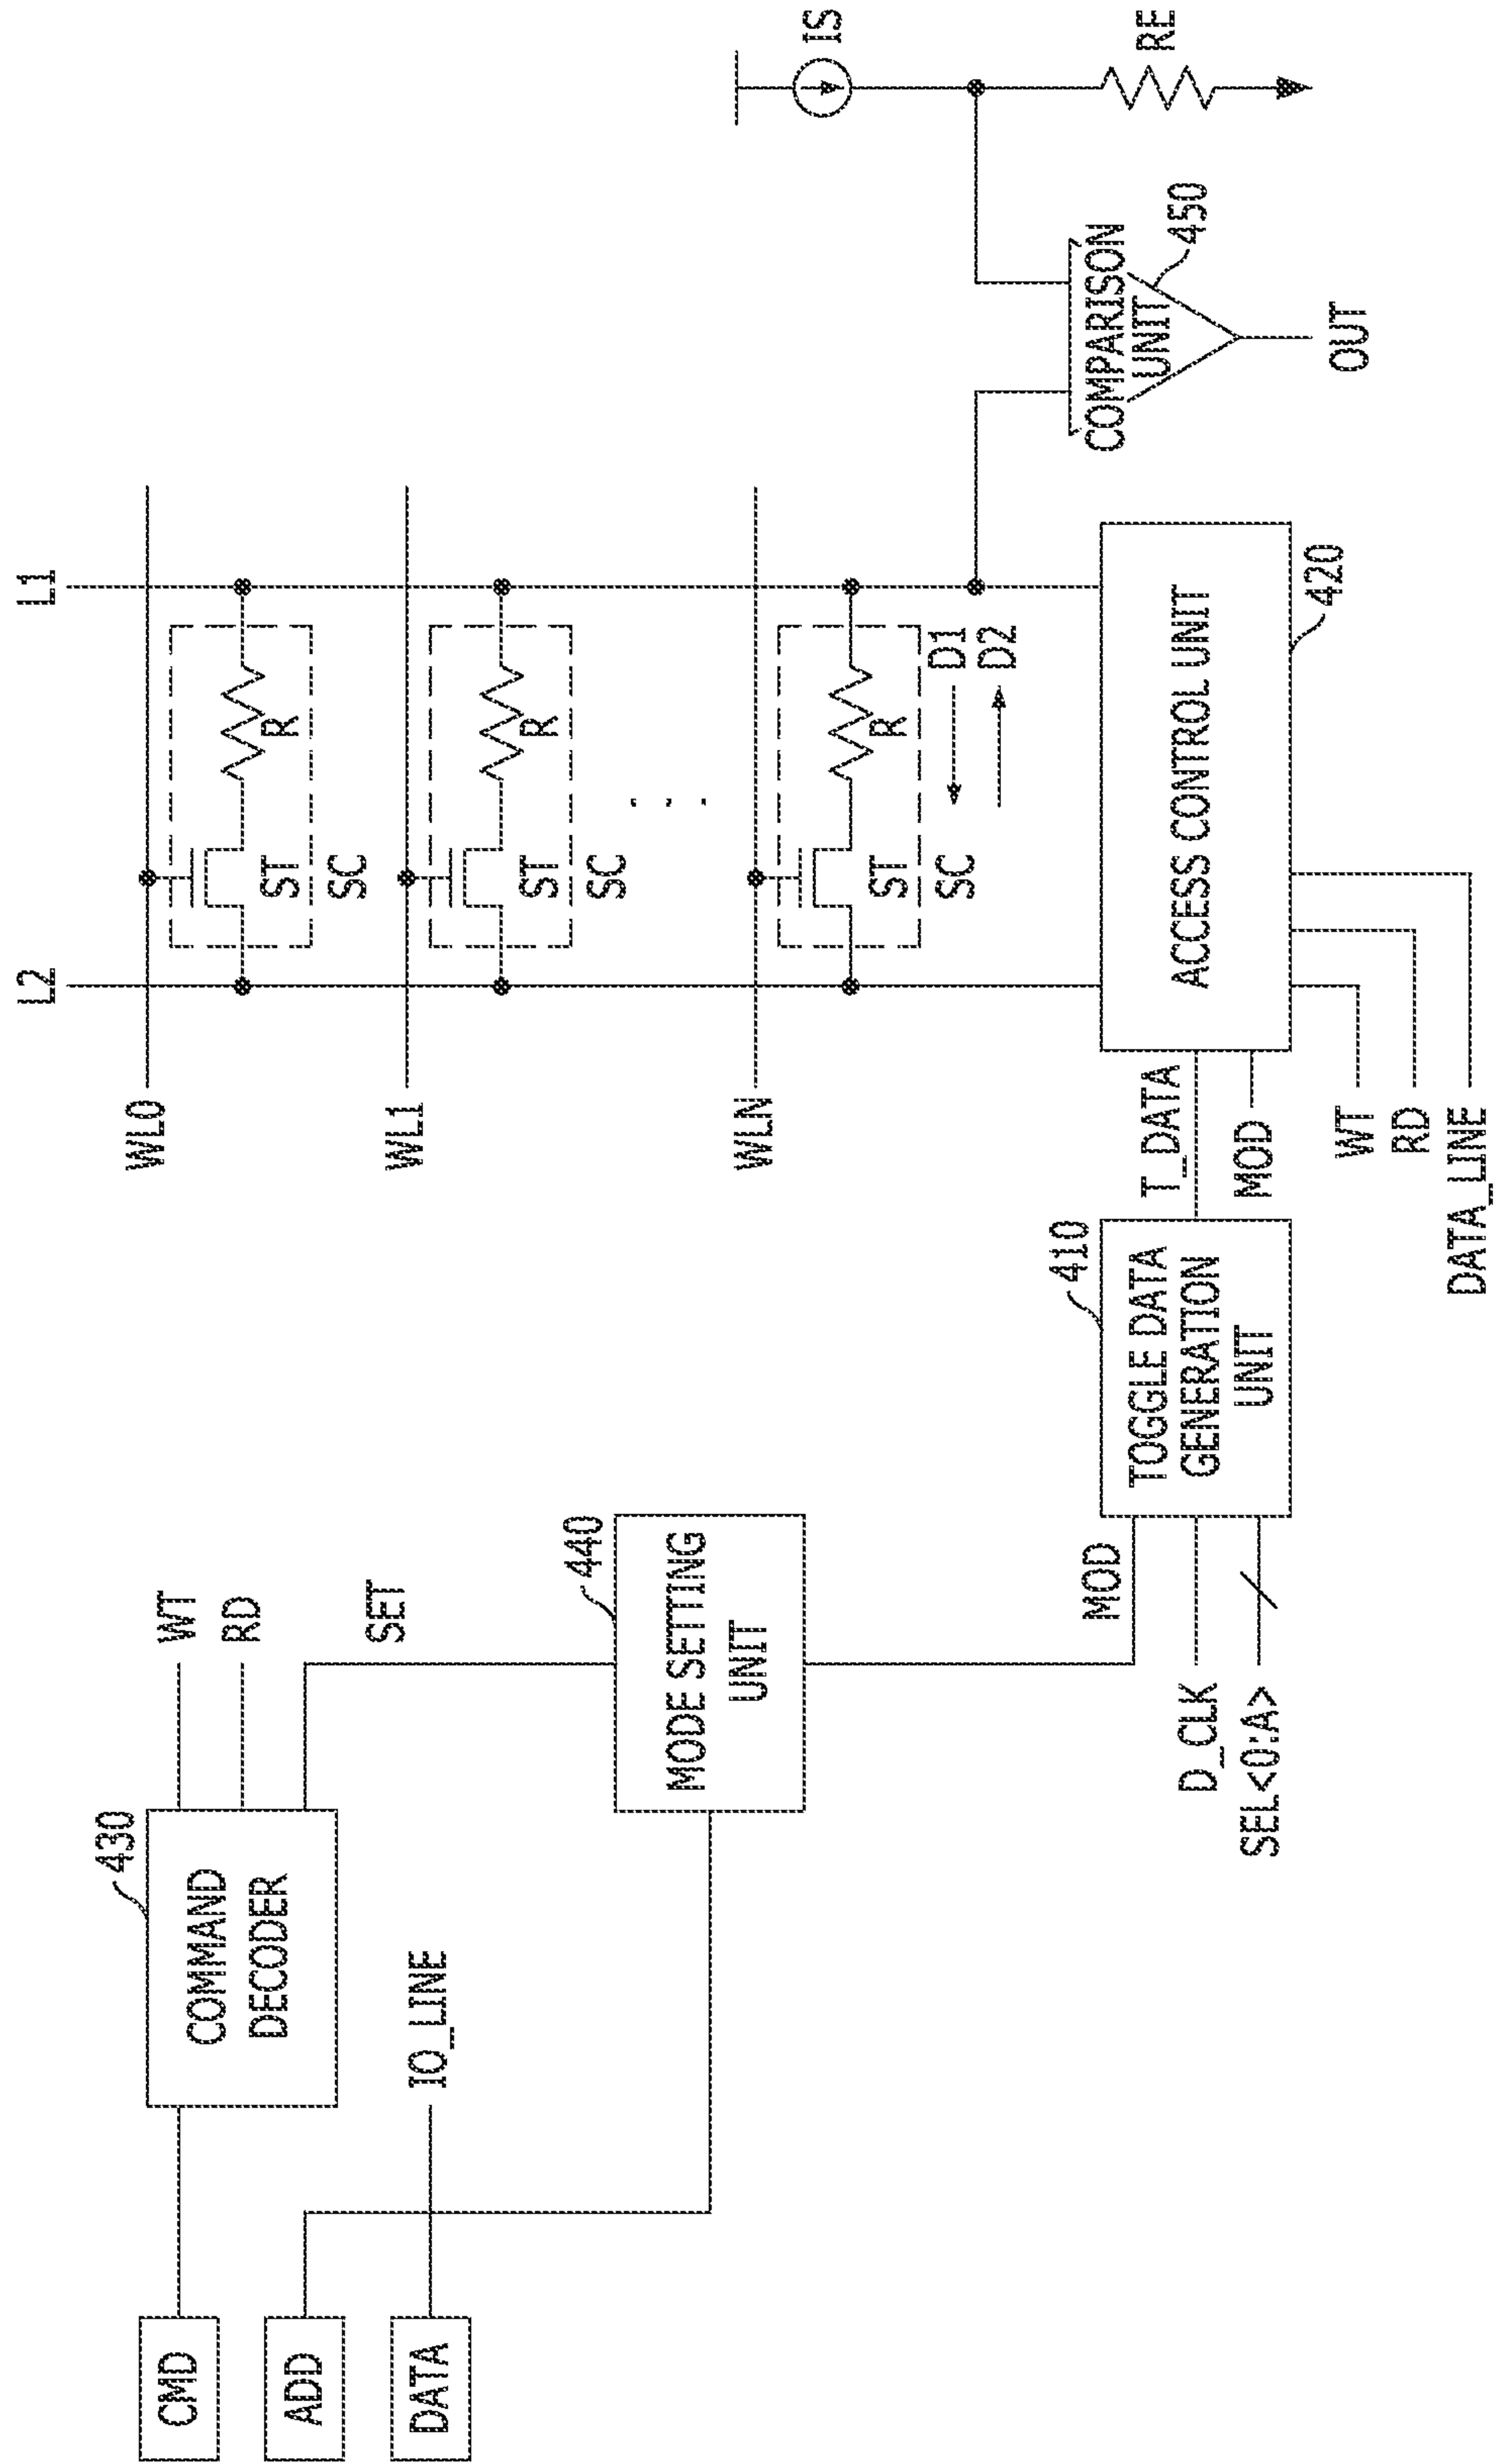 CMD
ADD
DATA
430
COMMAND
DECODER
WT
RD
SET
IO_LINE
440
MODE SETTING
UNIT
MOD
D_CLK
SEL<0:A>
410
TOGGLE DATA
GENERATION
UNIT
T_DATA
MOD
WT
RD
DATA_LINE
L2
L1
WL0
ST
R
SC
WL1
ST
R
SC
. . .
WLN
ST
R
SC
D1
D2
ACCESS CONTROL UNIT
420
COMPARISON
UNIT
450
OUT
IS
RE